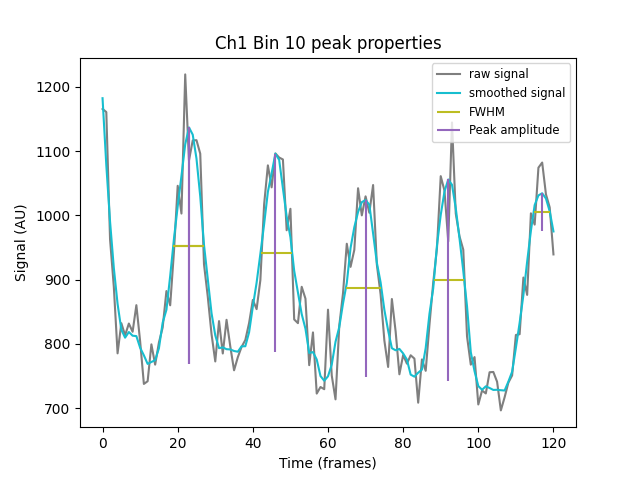 Ch1 Bin 10 peak properties
raw signal
smoothed signal
FWHM
Peak amplitude
1200
1100
1000
900
800
700
Signal (AU)
0 20 40 60 80 100 120
Time (frames)